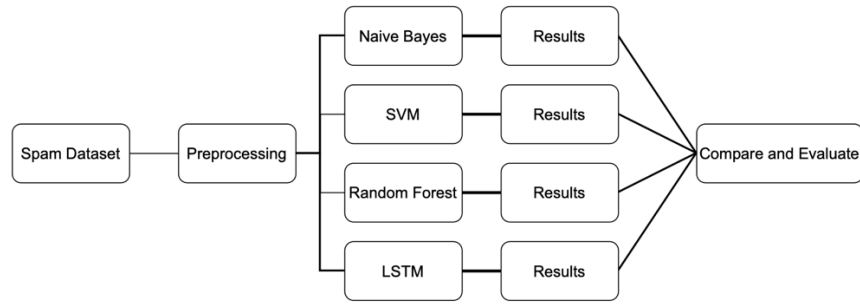 Naive Bayes
Results
SVM
Results
Spam Dataset
Preprocessing
Compare and Evaluate
Random Forest
Results
LSTM
Results